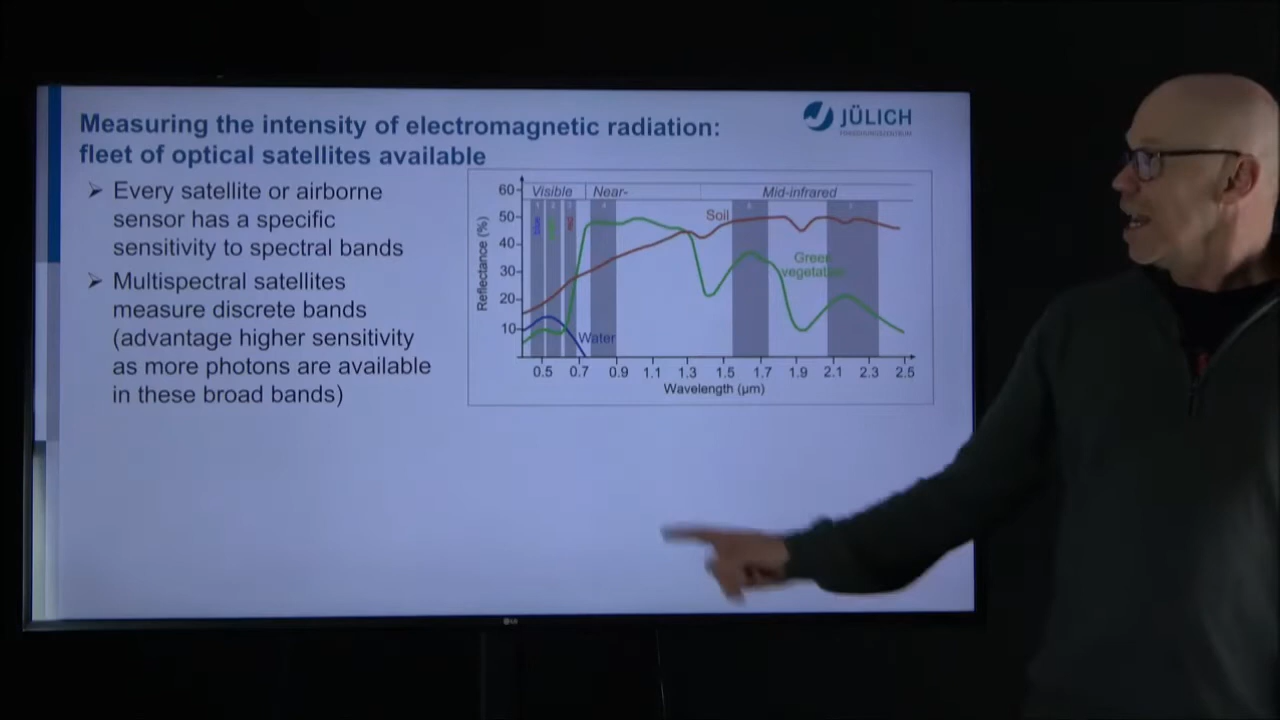 Measuring the intensity of electromagnetic radiation:
fleet of optical satellites available
JÜLICH
FORSCHUNGSZENTRUM
➢ Every satellite or airborne
sensor has a specific
sensitivity to spectral bands
➢ Multispectral satellites
measure discrete bands
(advantage higher sensitivity
as more photons are available
in these broad bands)
Visible Near- Mid-infrared
Reflectance (%)
60
50
40
30
20
10
Soil
Green
vegetation
Water
0.5 0.7 0.9 1.1 1.3 1.5 1.7 1.9 2.1 2.3 2.5
Wavelength (μm)
LG